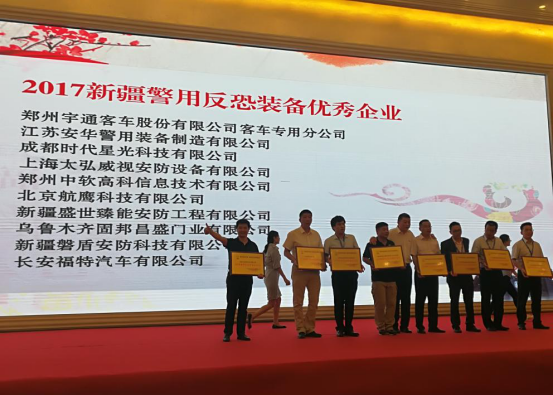 2017新疆警用反恐装备优秀企业
郑州宇通客车股份有限公司客车专用分公司
江苏安华警用装备制造有限公司
成都时代星光科技有限公司
上海太弘威视安防设备有限公司
郑州中软高科信息技术有限公司
北京航鹰科技有限公司
新疆盛世臻能安防工程有限公司
乌鲁木齐固邦昌盛门业有限公司
新疆磐盾安防科技有限公
长安福特汽车有限公司